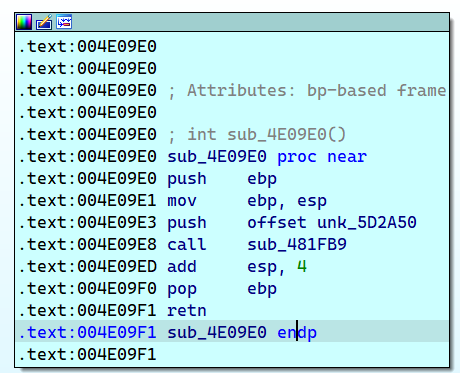 .text:004E09E0
.text:004E09E0
.text:004E09E0 ; Attributes: bp-based frame
.text:004E09E0
.text:004E09E0 ; int sub_4E09E0()
.text:004E09E0 sub_4E09E0 proc near
.text:004E09E0 push    ebp
.text:004E09E1 mov     ebp, esp
.text:004E09E3 push    offset unk_5D2A50
.text:004E09E8 call    sub_481FB9
.text:004E09ED add     esp, 4
.text:004E09F0 pop     ebp
.text:004E09F1 retn
.text:004E09F1 sub_4E09E0 endp
.text:004E09F1